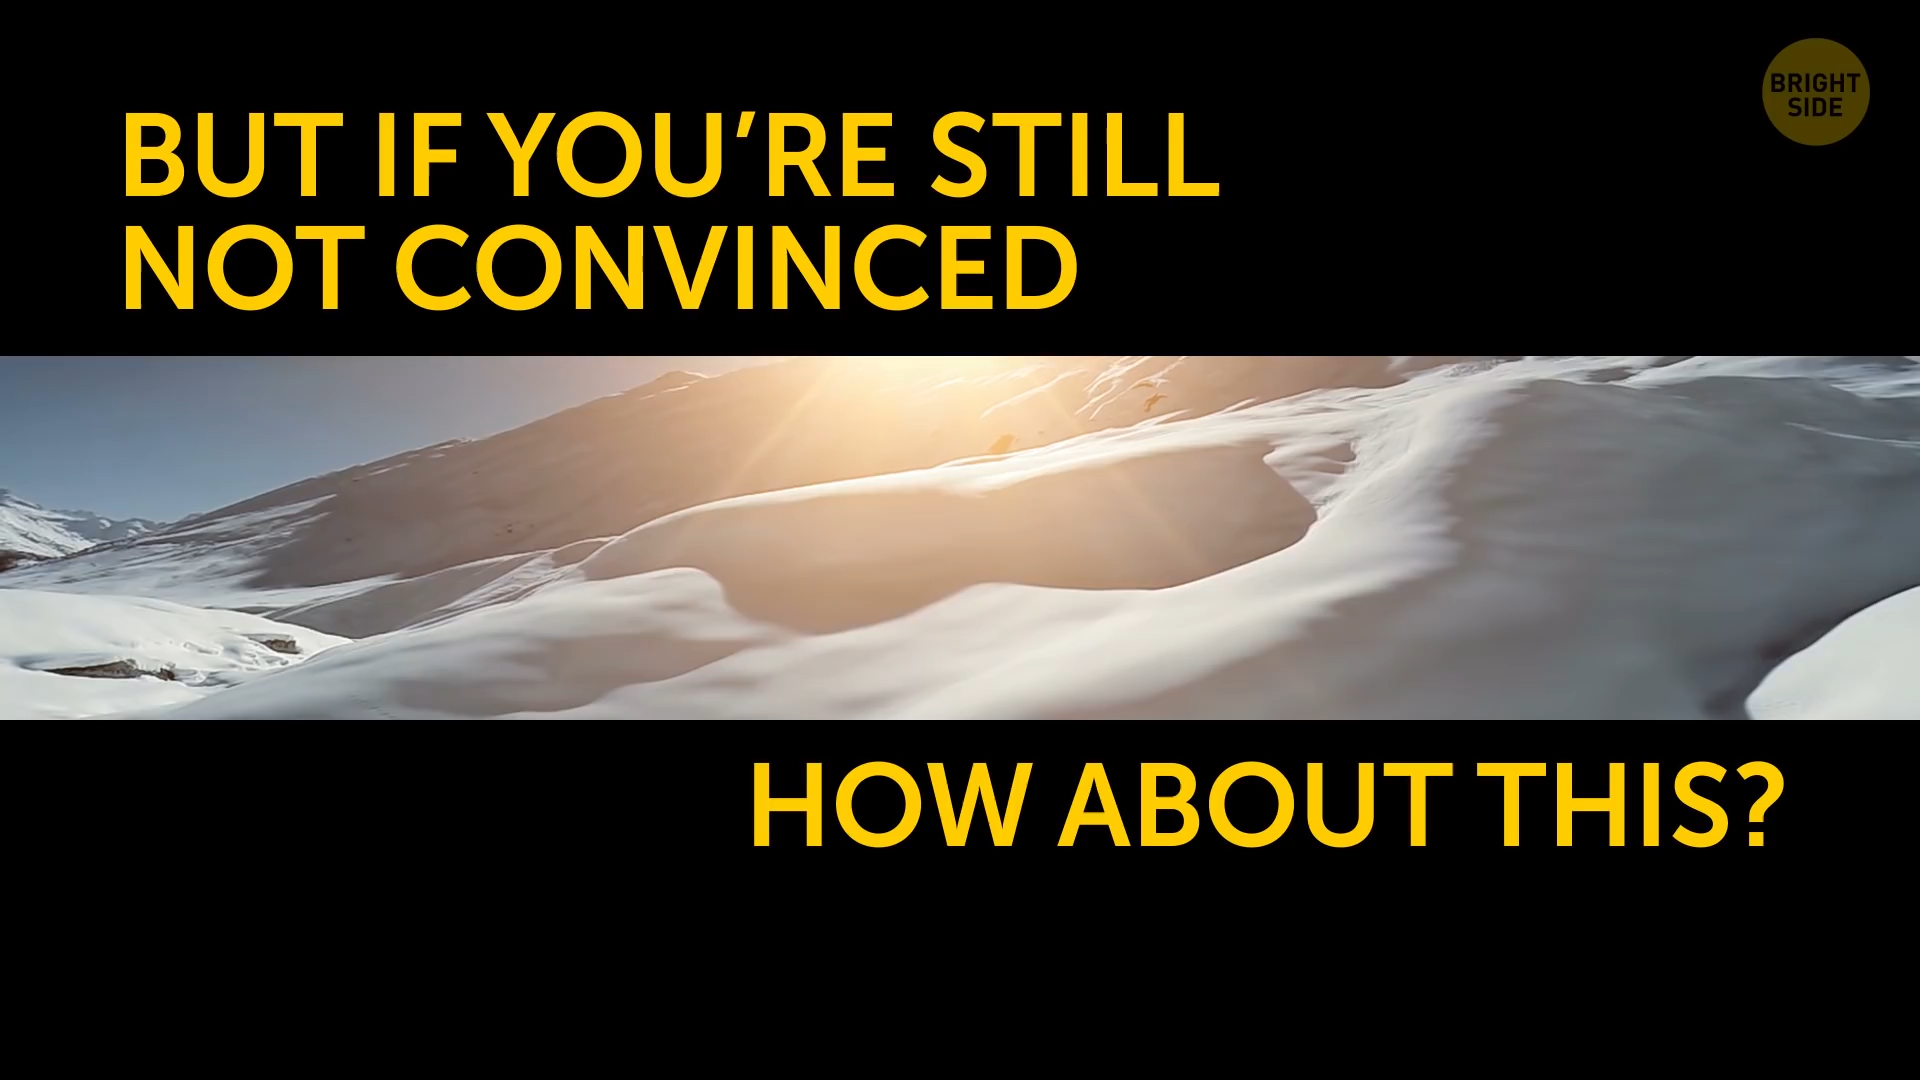 BRIGHT
SIDE
BUT IF YOU’RE STILL
NOT CONVINCED
HOW ABOUT THIS?